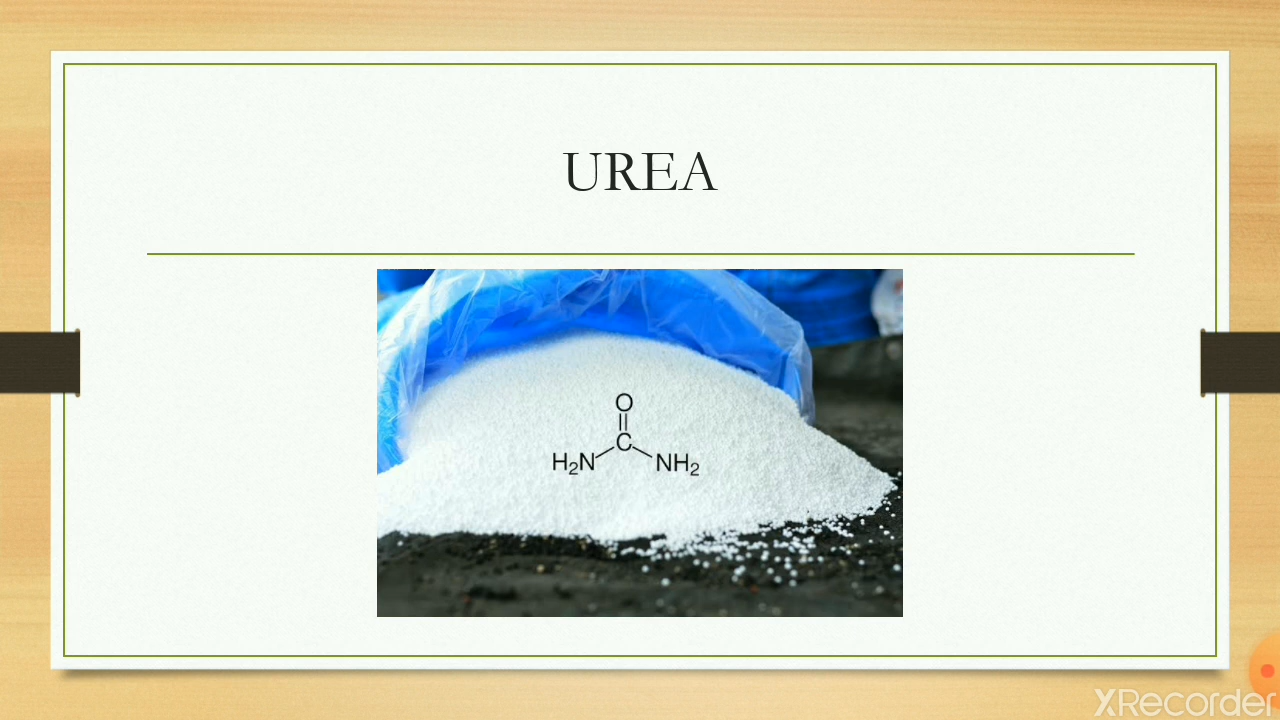 UREA
O
C
H₂N
NH₂
XRecorder